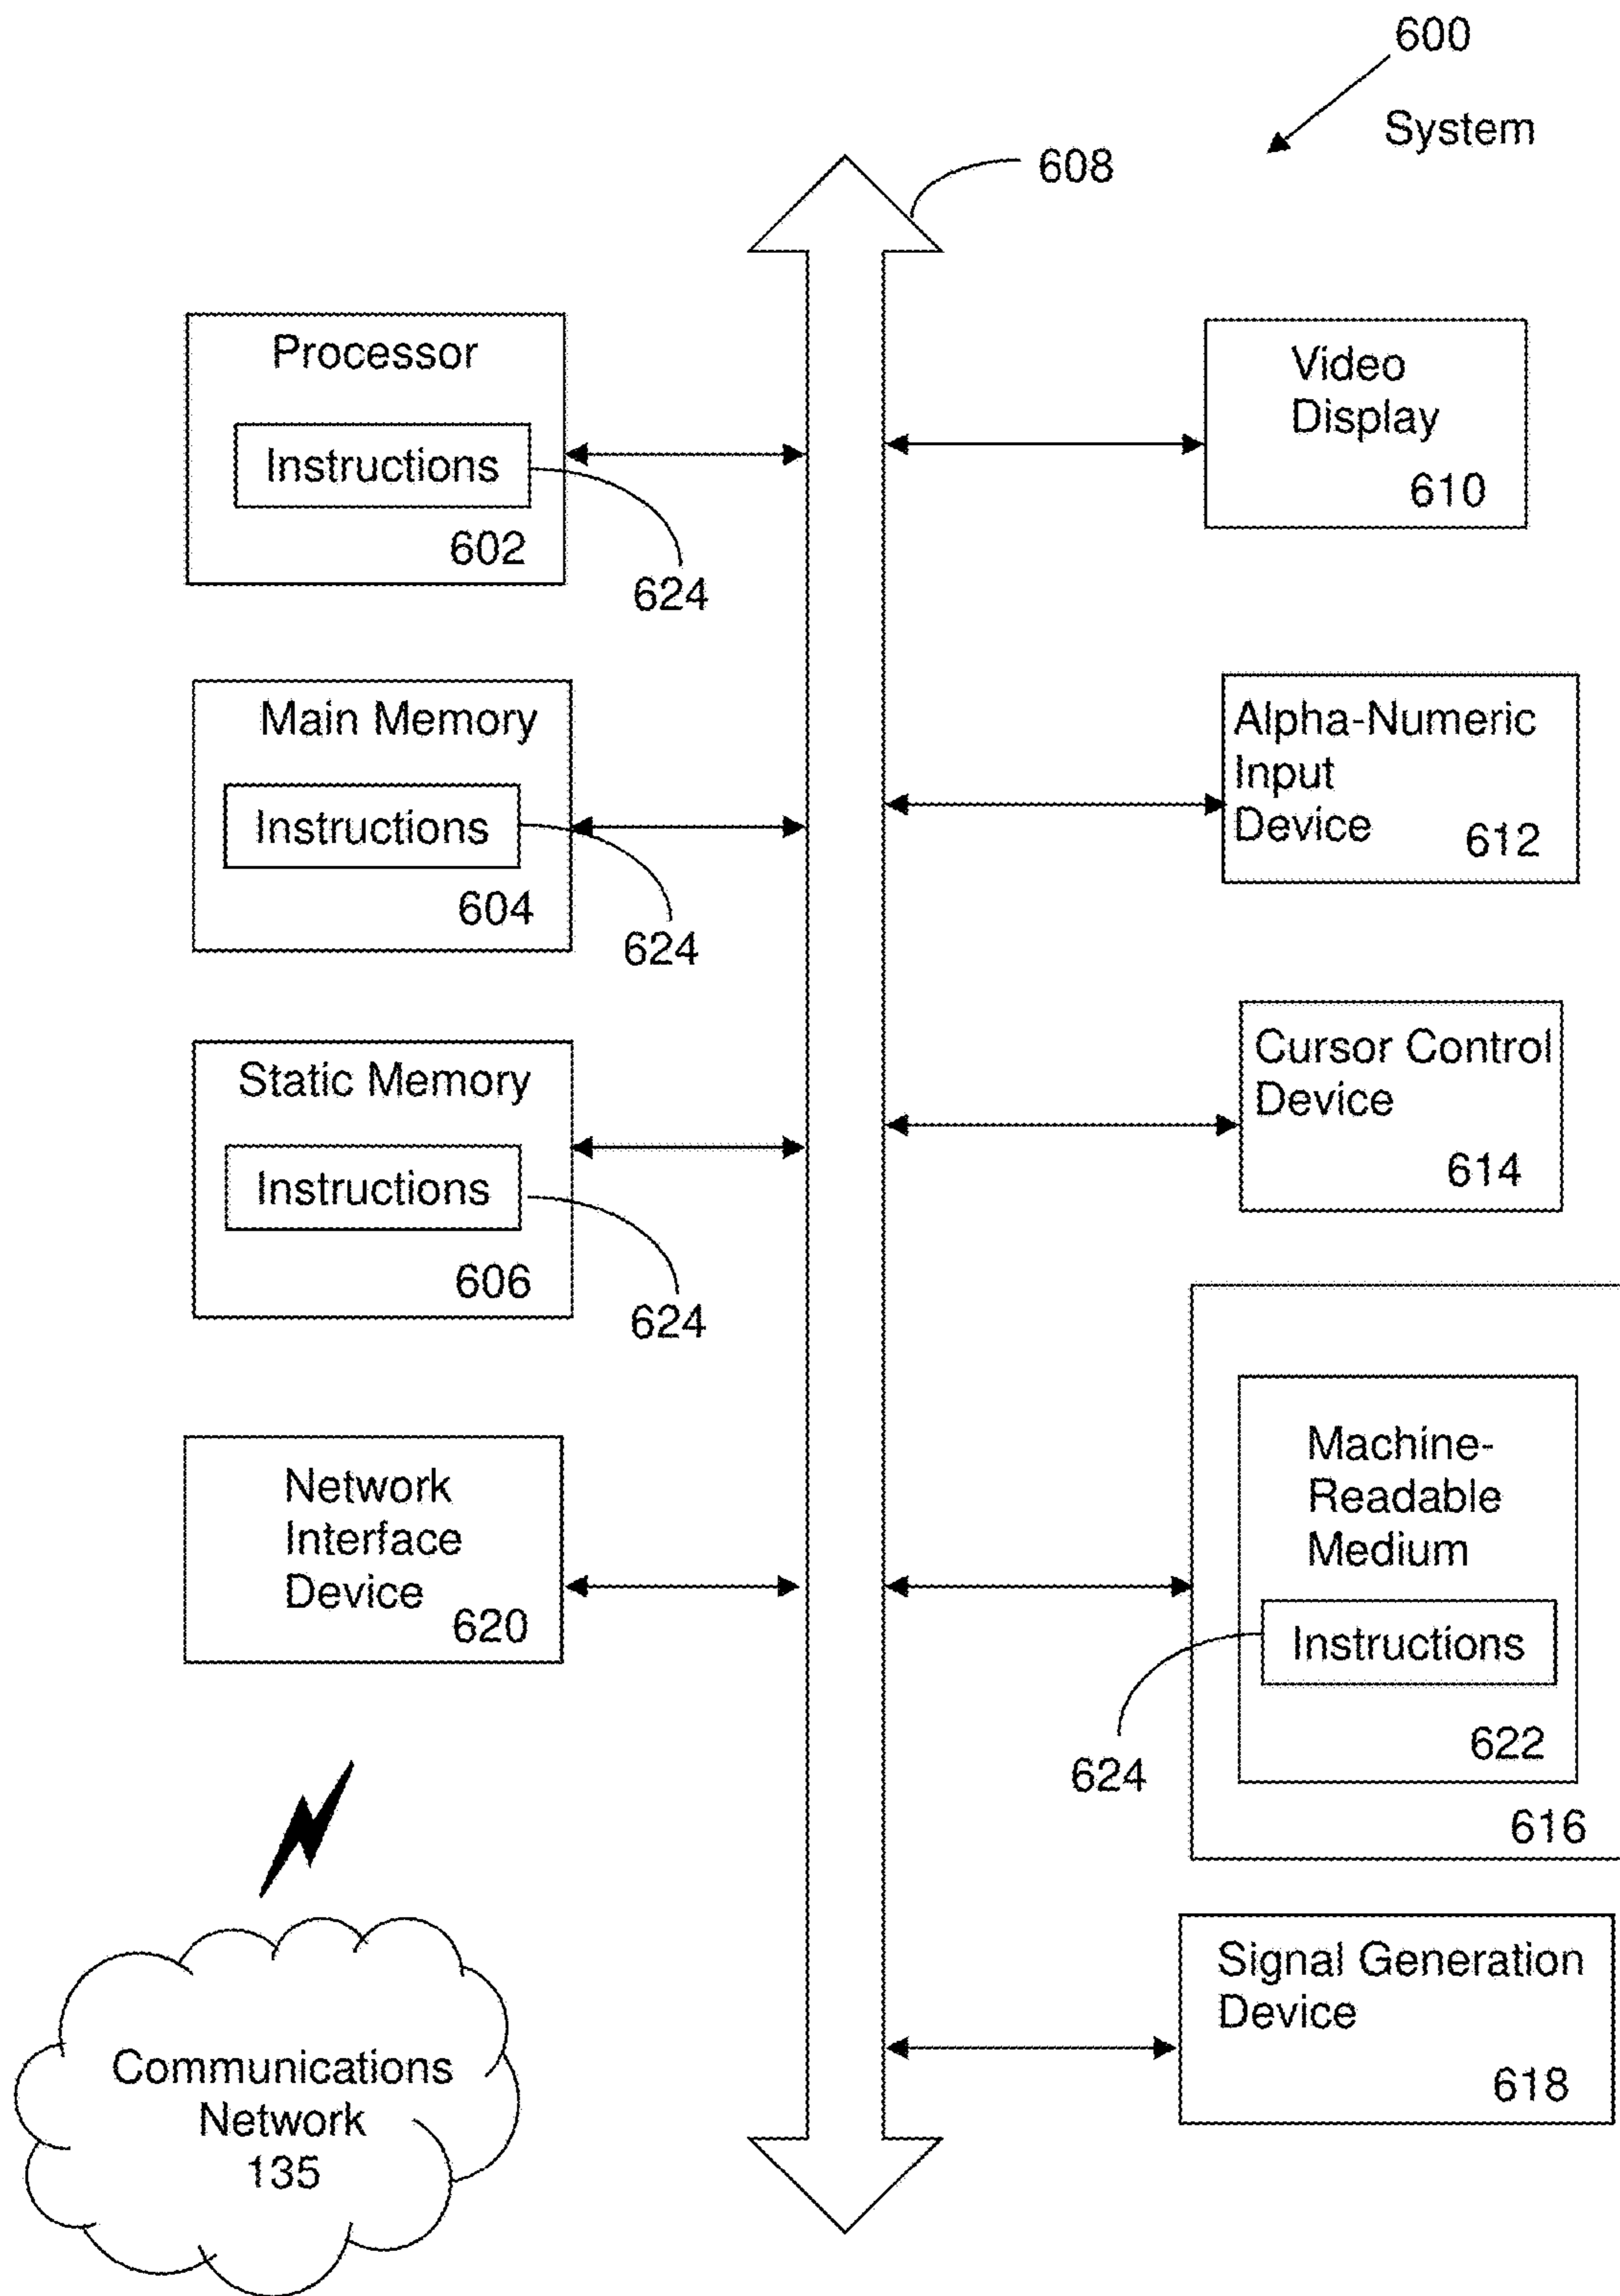 600
System
608
Processor
Instructions
602
624
Video
Display
610
Main Memory
Instructions
604
624
Alpha-Numeric
Input
Device
612
Static Memory
Instructions
606
624
Cursor Control
Device
614
Network
Interface
Device
620
Machine-
Readable
Medium
Instructions
622
624
616
Communications
Network
135
Signal Generation
Device
618